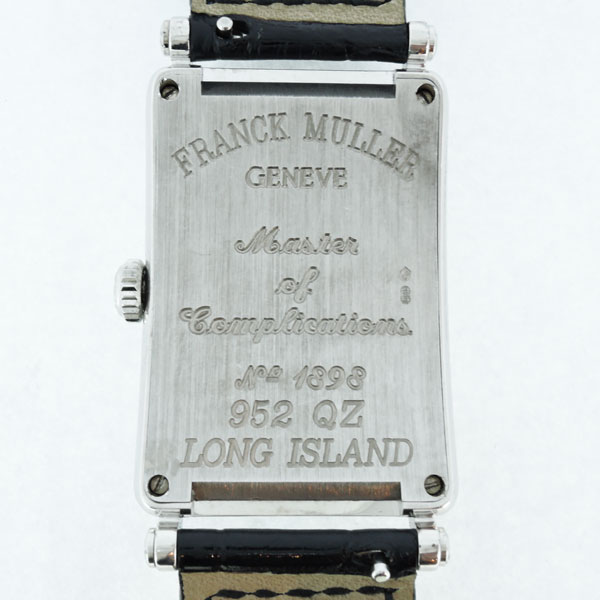 FRANCK MULLER
GENEVE
Master
of
Complications
No 1898
952 QZ
LONG ISLAND